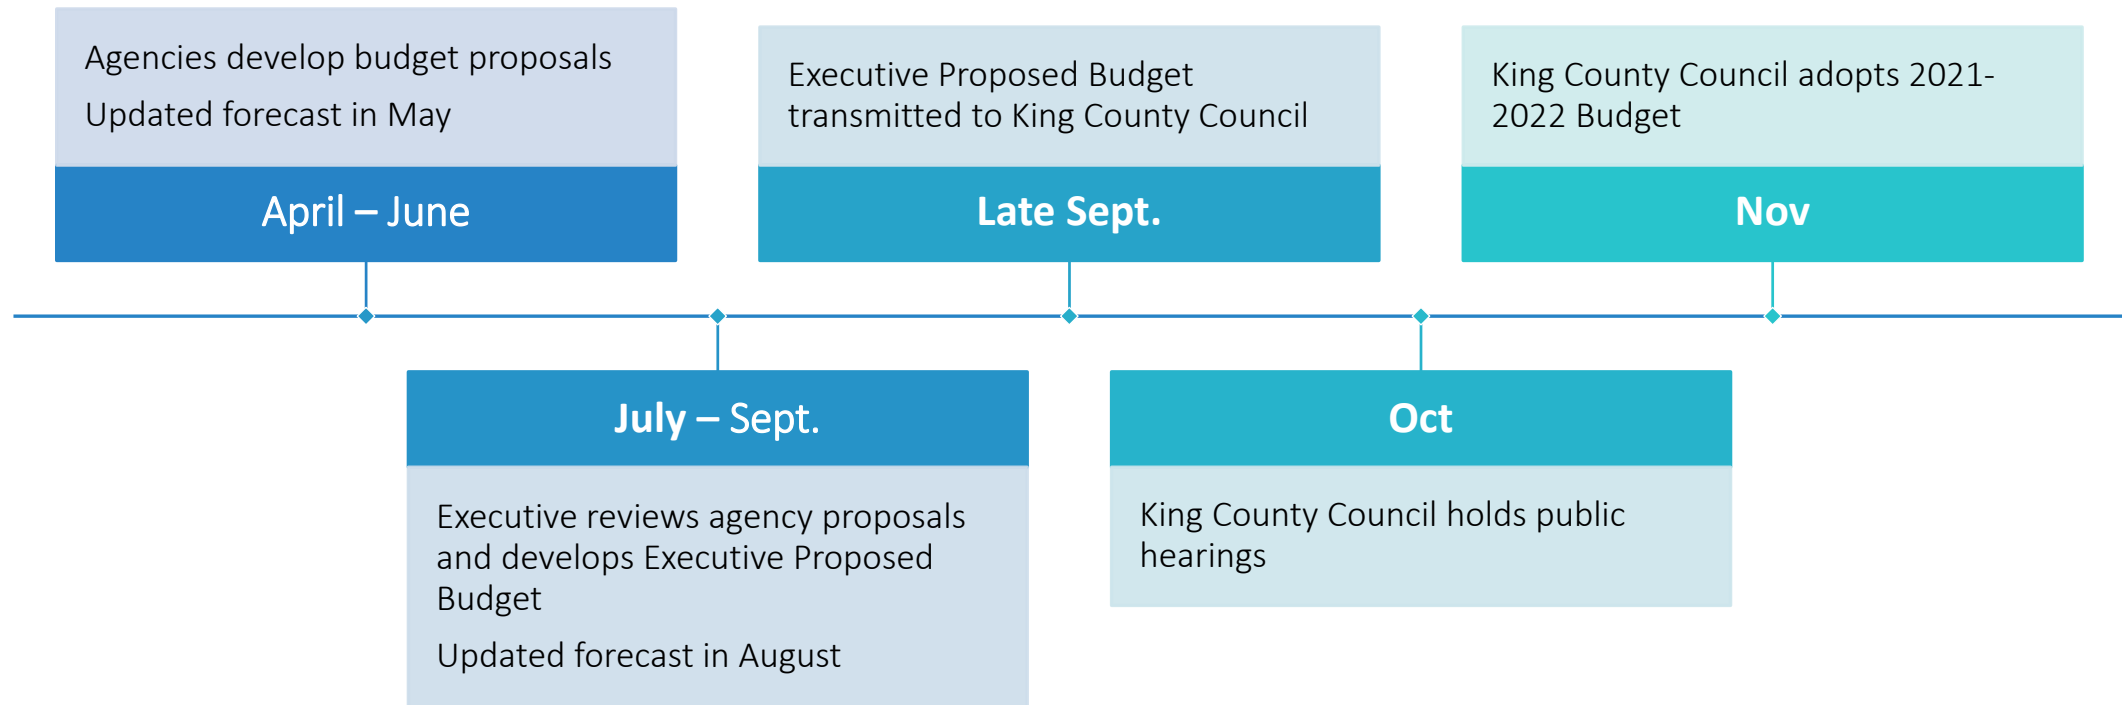 Agencies develop budget proposals
Updated forecast in May
April – June
July – Sept.
Executive reviews agency proposals
and develops Executive Proposed
Budget
Updated forecast in August
Executive Proposed Budget
transmitted to King County Council
Late Sept.
Oct
King County Council holds public
hearings
King County Council adopts 2021-
2022 Budget
Nov